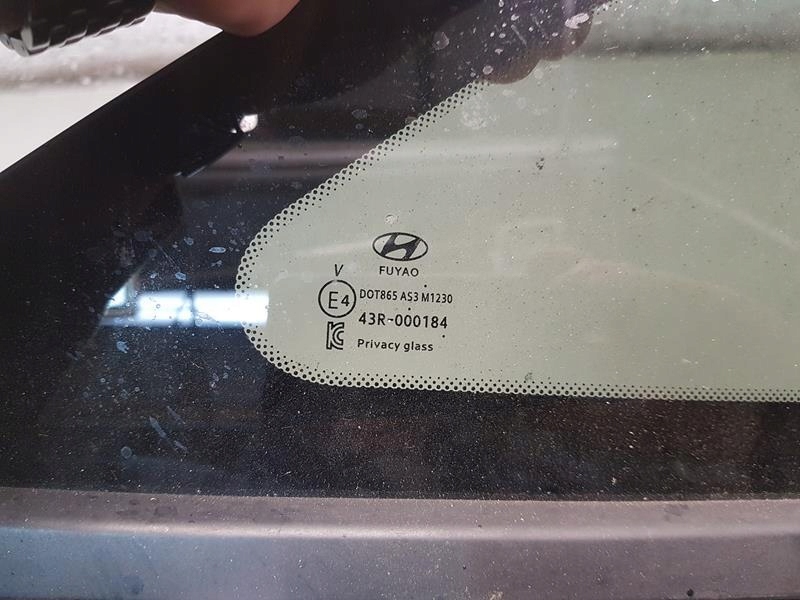 FUYAO
V
E4 DOT865 AS3 M1230
43R-000184
Privacy glass